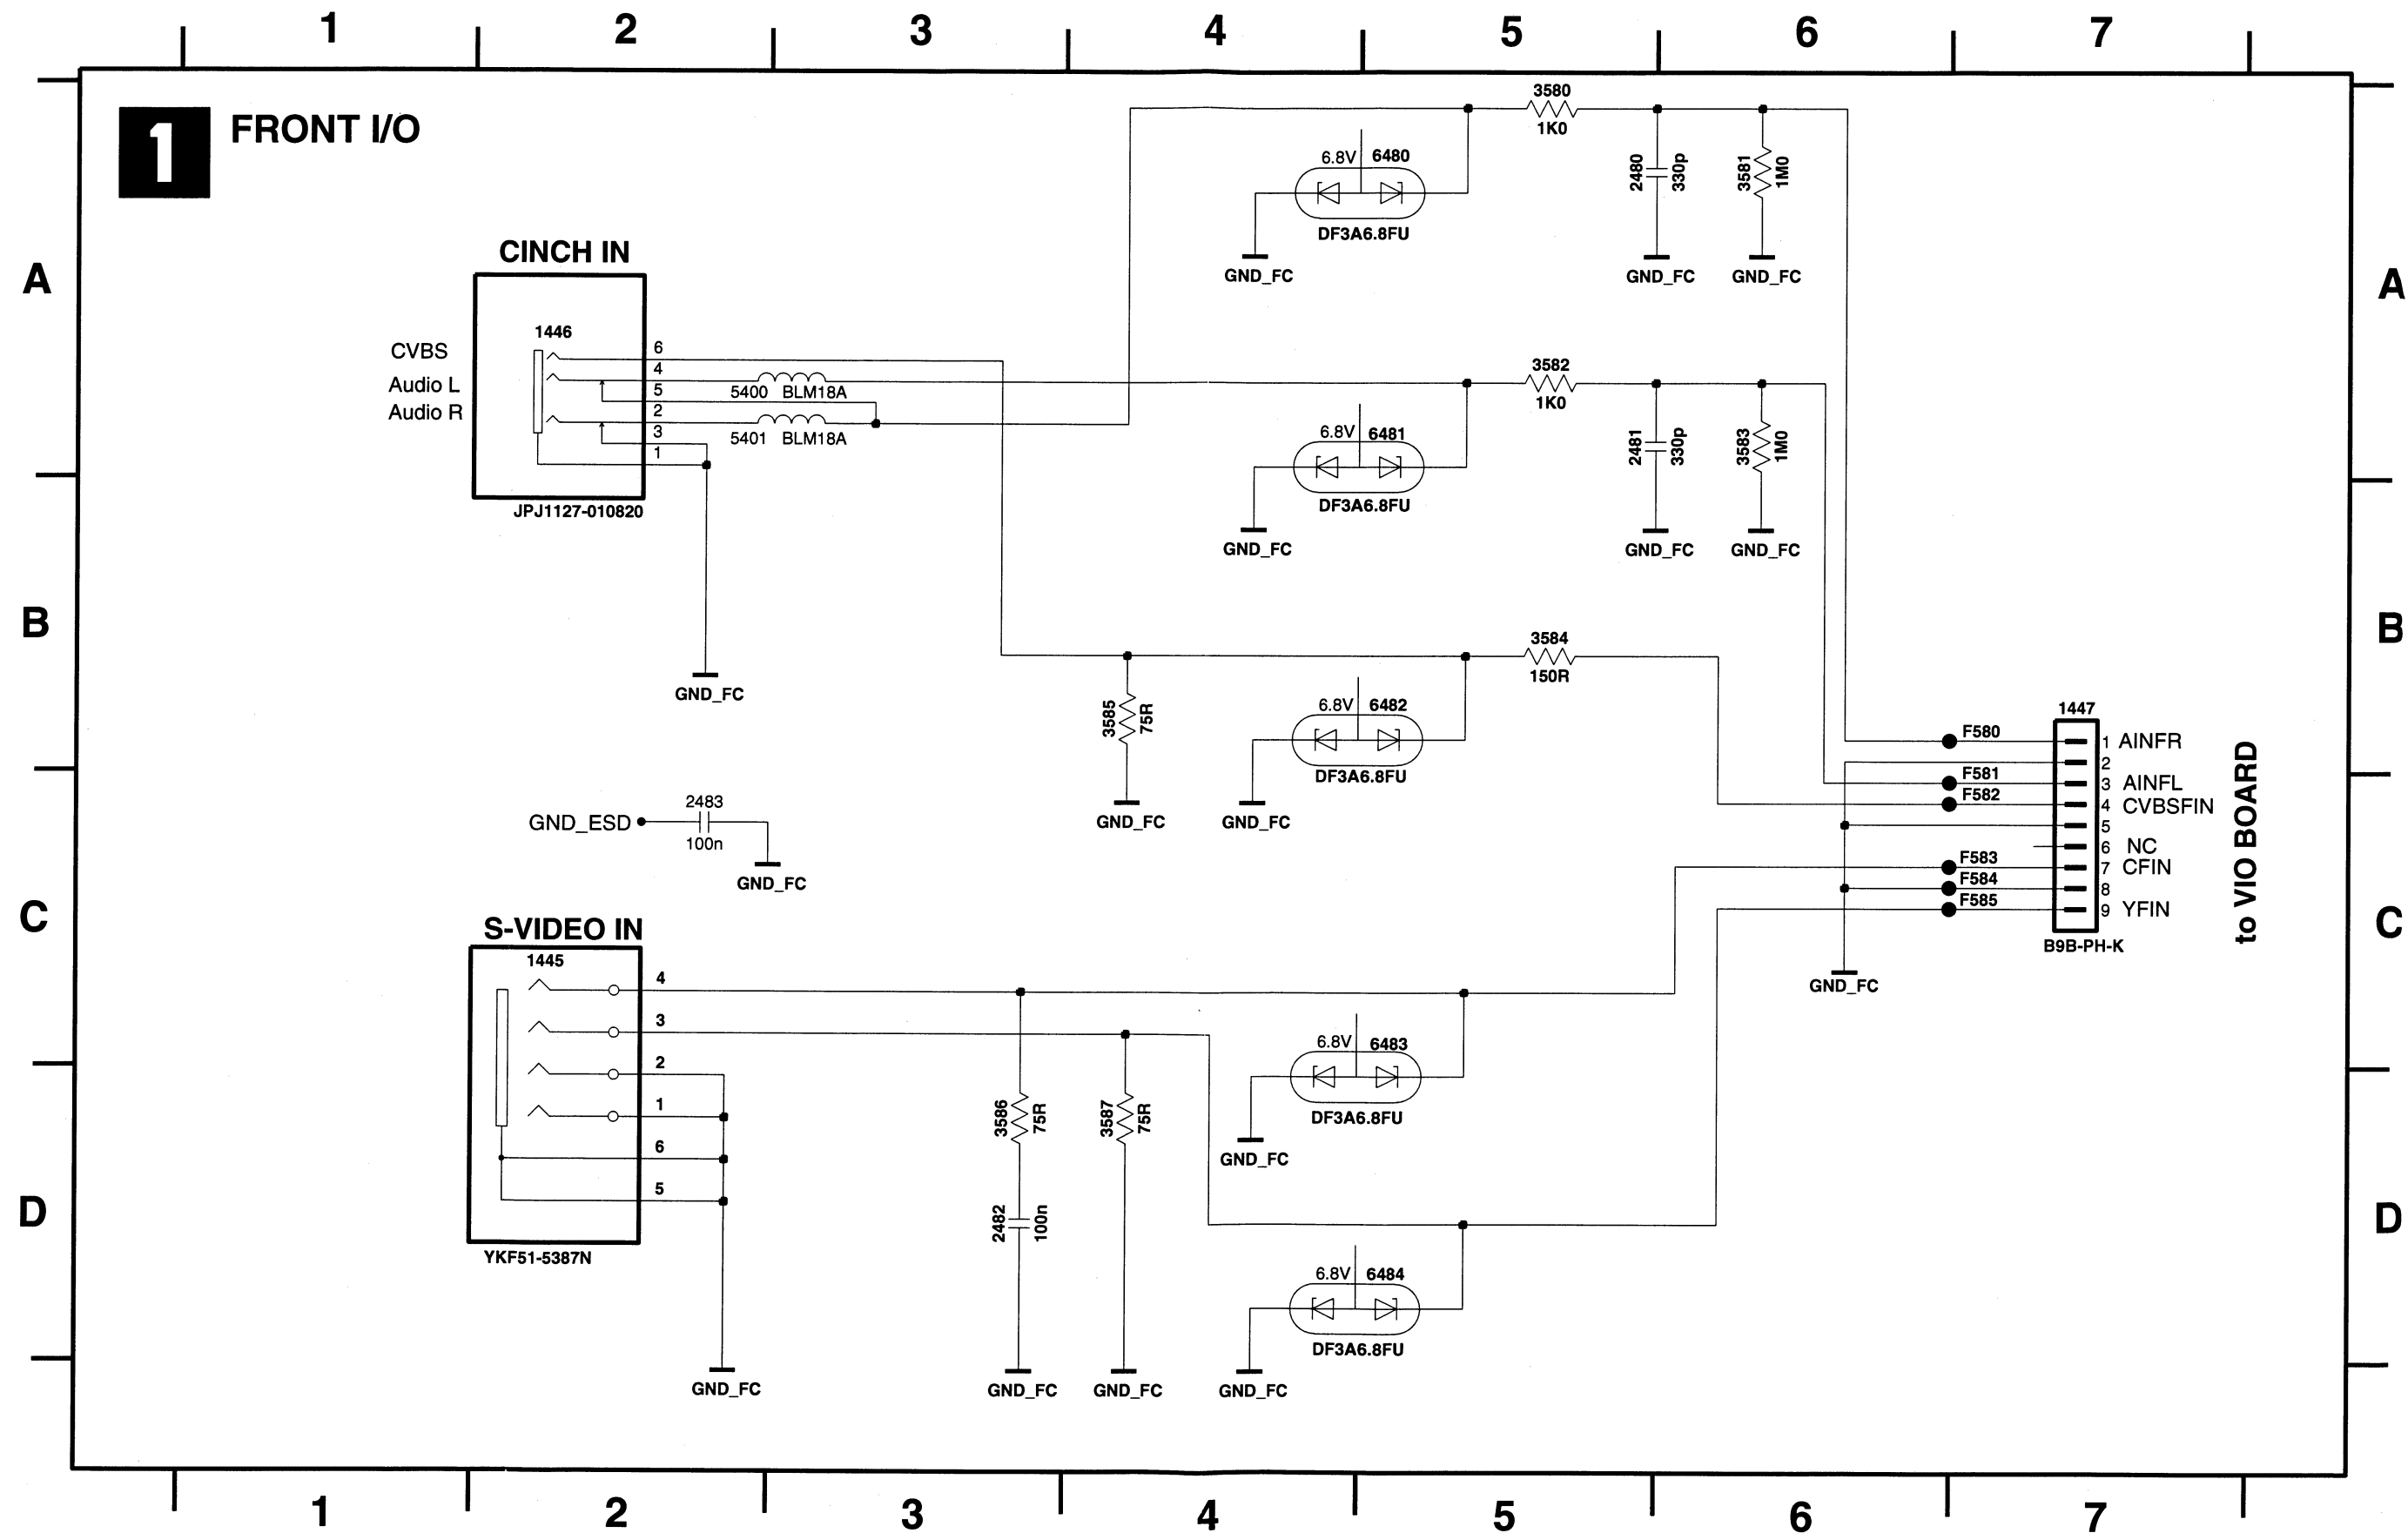 1 2 3 4 5 6 7
1 FRONT I/O
3580
1K0
6.8V 6480
DF3A6.8FU
2480
330p
3581
1M0
GND_FC GND_FC GND_FC
A A
CINCH IN
1446
CVBS
Audio L
Audio R
6
4
5
2
3
1
5400 BLM18A
5401 BLM18A
JPJ1127-010820
3582
1K0
6.8V 6481
DF3A6.8FU
2481
330p
3583
1M0
GND_FC GND_FC GND_FC
B B
GND_FC
3584
150R
3585
75R
6.8V 6482
DF3A6.8FU
GND_FC GND_FC
1447
F580 1 AINFR
2
F581 3 AINFL
F582 4 CVBSFIN
5
6 NC
F583 7 CFIN
F584 8
F585 9 YFIN
B9B-PH-K
to VIO BOARD
GND_FC
GND_ESD
2483
100n
GND_FC
C C
S-VIDEO IN
1445
4
3
2
1
6
5
YKF51-5387N
6.8V 6483
DF3A6.8FU
GND_FC
3586
75R
3587
75R
2482
100n
D D
6.8V 6484
DF3A6.8FU
GND_FC GND_FC GND_FC GND_FC
1 2 3 4 5 6 7